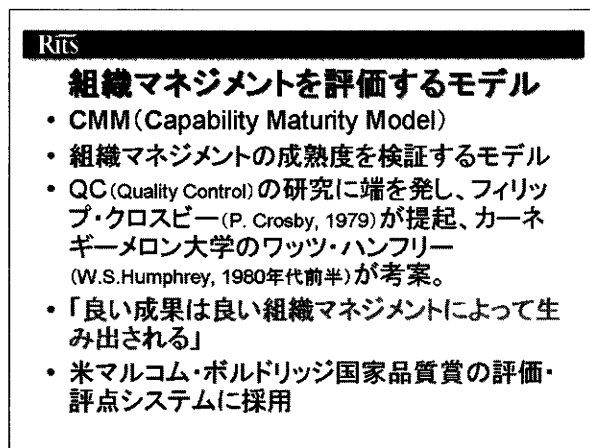 Rits
組織マネジメントを評価するモデル
• CMM(Capability Maturity Model)
• 組織マネジメントの成熟度を検証するモデル
• QC(Quality Control)の研究に端を発し、フィリッ
プ・クロスビー(P. Crosby, 1979)が提起、カーネ
ギーメロン大学のワッツ・ハンフリー
(W.S.Humphrey, 1980年代前半)が考案。
• 「良い成果は良い組織マネジメントによって生
み出される」
• 米マルコム・ボルドリッジ国家品質賞の評価・
評点システムに採用